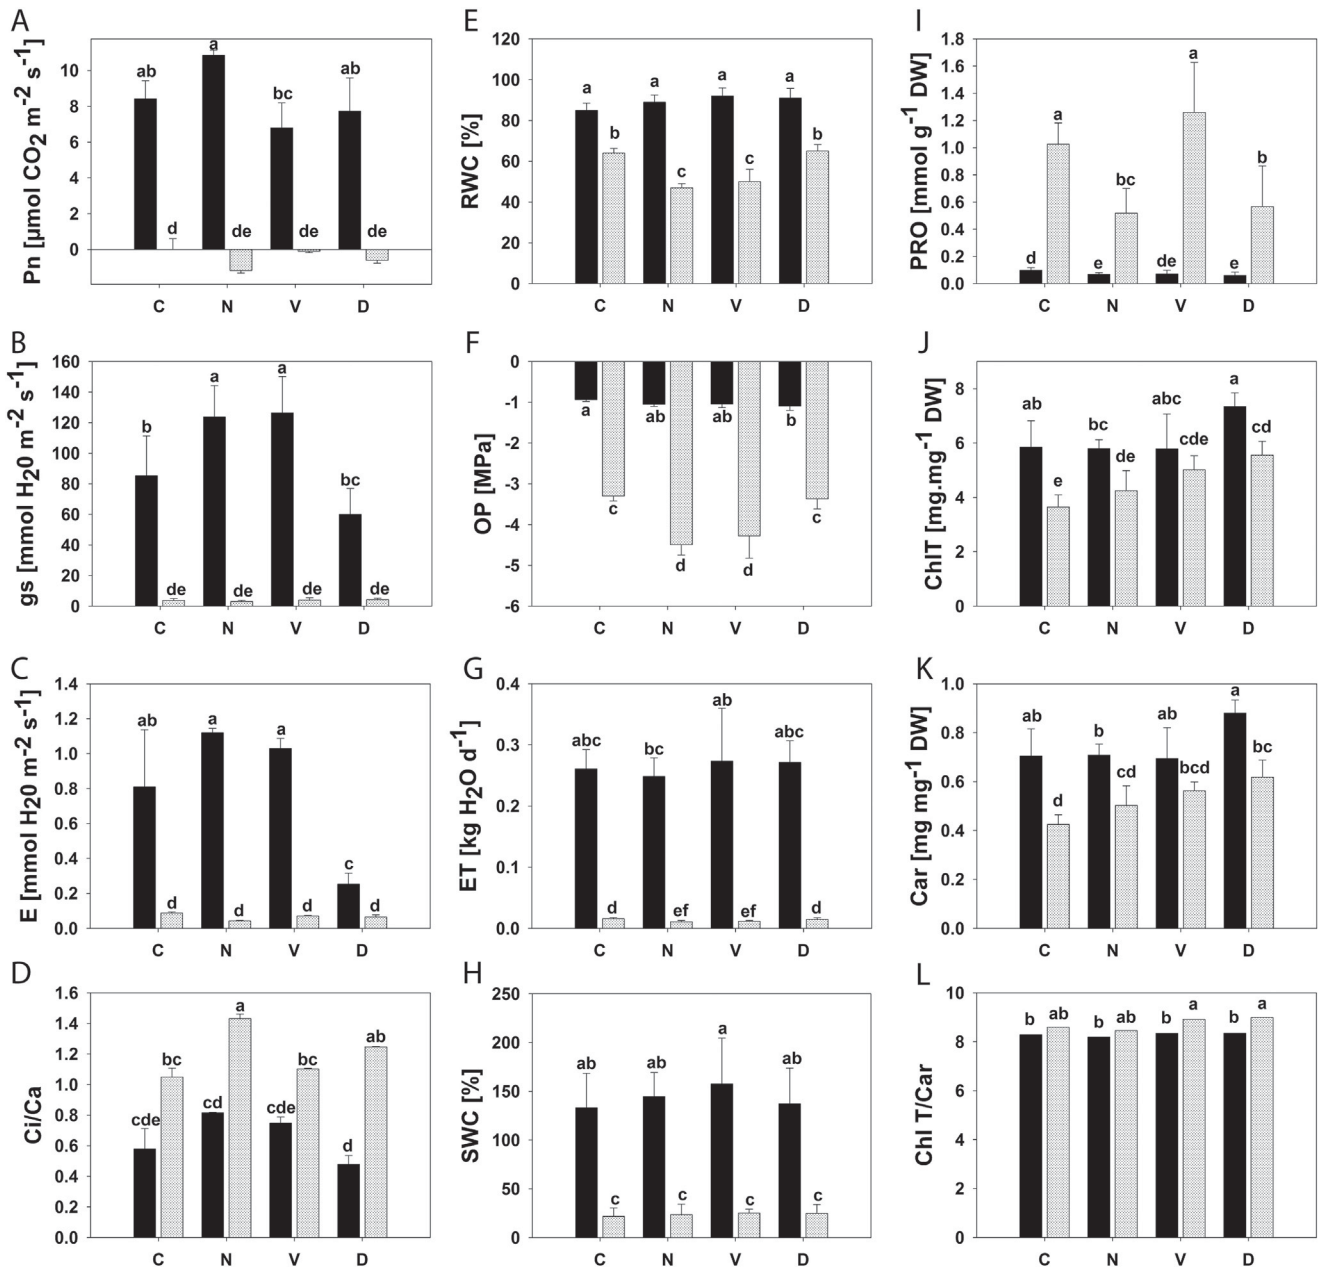 A
Pn [µmol CO2 m-2 s-1]
10
8
6
4
2
0
ab
d
a
de
bc
de
ab
de
C N V D
B
gs [mmol H20 m-2 s-1]
160
140
120
100
80
60
40
20
0
b
de
a
de
a
de
bc
de
C N V D
C
E [mmol H20 m-2 s-1]
1.4
1.2
1.0
0.8
0.6
0.4
0.2
0.0
ab
d
a
d
a
d
c
d
C N V D
D
Ci/Ca
1.6
1.4
1.2
1.0
0.8
0.6
0.4
0.2
0.0
cde
bc
cd
a
cde
bc
d
ab
C N V D
E
RWC [%]
120
100
80
60
40
20
0
a
b
a
c
a
c
a
b
C N V D
F
OP [MPa]
0
-1
-2
-3
-4
-5
-6
a
c
ab
d
ab
d
b
c
C N V D
G
ET [kg H2O d-1]
0.4
0.3
0.2
0.1
0.0
abc
d
bc
ef
ab
ef
abc
d
C N V D
H
SWC [%]
250
200
150
100
50
0
ab
c
ab
c
a
c
ab
c
C N V D
I
PRO [mmol g-1 DW]
1.8
1.6
1.4
1.2
1.0
0.8
0.6
0.4
0.2
0.0
d
a
e
bc
de
a
e
b
C N V D
J
ChlT [mg.mg-1 DW]
8
6
4
2
0
ab
e
bc
de
abc
cde
a
cd
C N V D
K
Car [mg mg-1 DW]
1.0
0.8
0.6
0.4
0.2
0.0
ab
d
b
cd
ab
bcd
a
bc
C N V D
L
Chl T/Car
10
8
6
4
2
0
b
ab
b
ab
b
a
b
a
C N V D